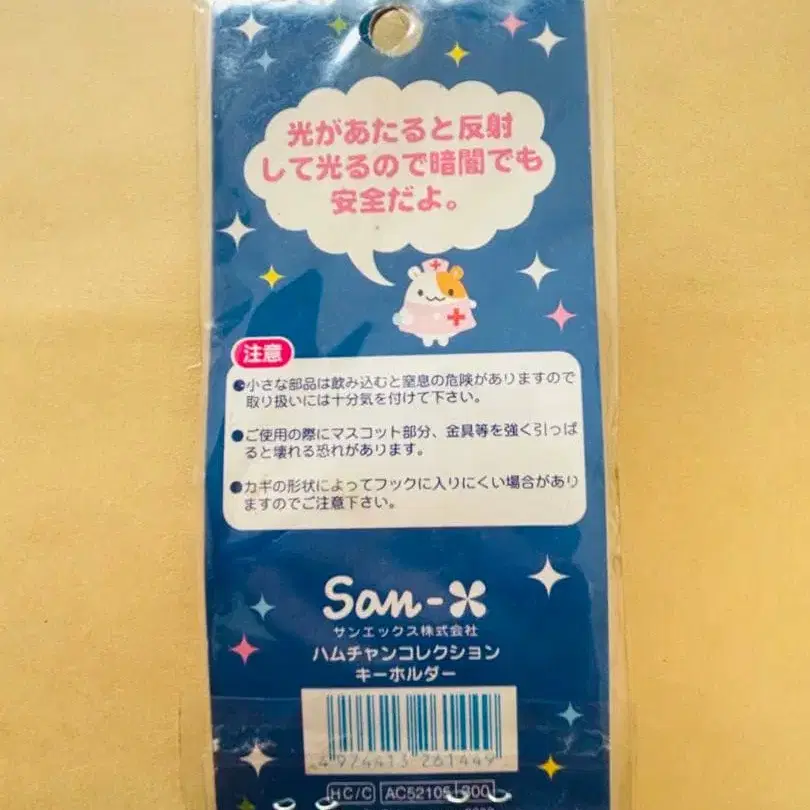 光があたると反射
して光るので暗闇でも
安全だよ。
注意
●小さな部品は飲み込むと窒息の危険がありますので
取り扱いには十分気を付けて下さい。
●ご使用の際にマスコット部分、金具等を強く引っぱ
ると壊れる恐れがあります。
●カギの形状によってフックに入りにくい場合があり
ますのでご注意下さい。
San-X
サンエックス株式会社
ハムチャンコレクション
キーホルダー
4 974413 261449
HC/C AC52105 300